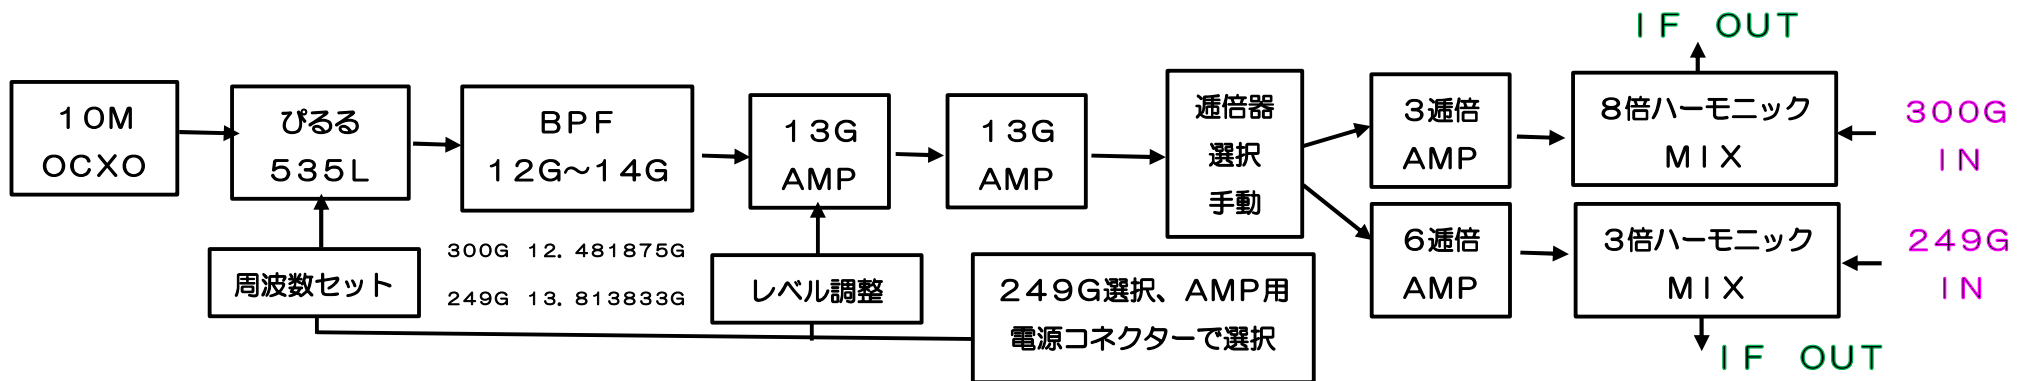 IF OUT
10M
OCXO
ぴるる
535L
BPF
12G～14G
13G
AMP
13G
AMP
逓倍器
選択
手動
3逓倍
AMP
8倍ハーモニック
MIX
300G
IN
周波数セット
300G 12.481875G
249G 13.813833G
レベル調整
249G選択、AMP用
電源コネクターで選択
6逓倍
AMP
3倍ハーモニック
MIX
249G
IN
IF OUT